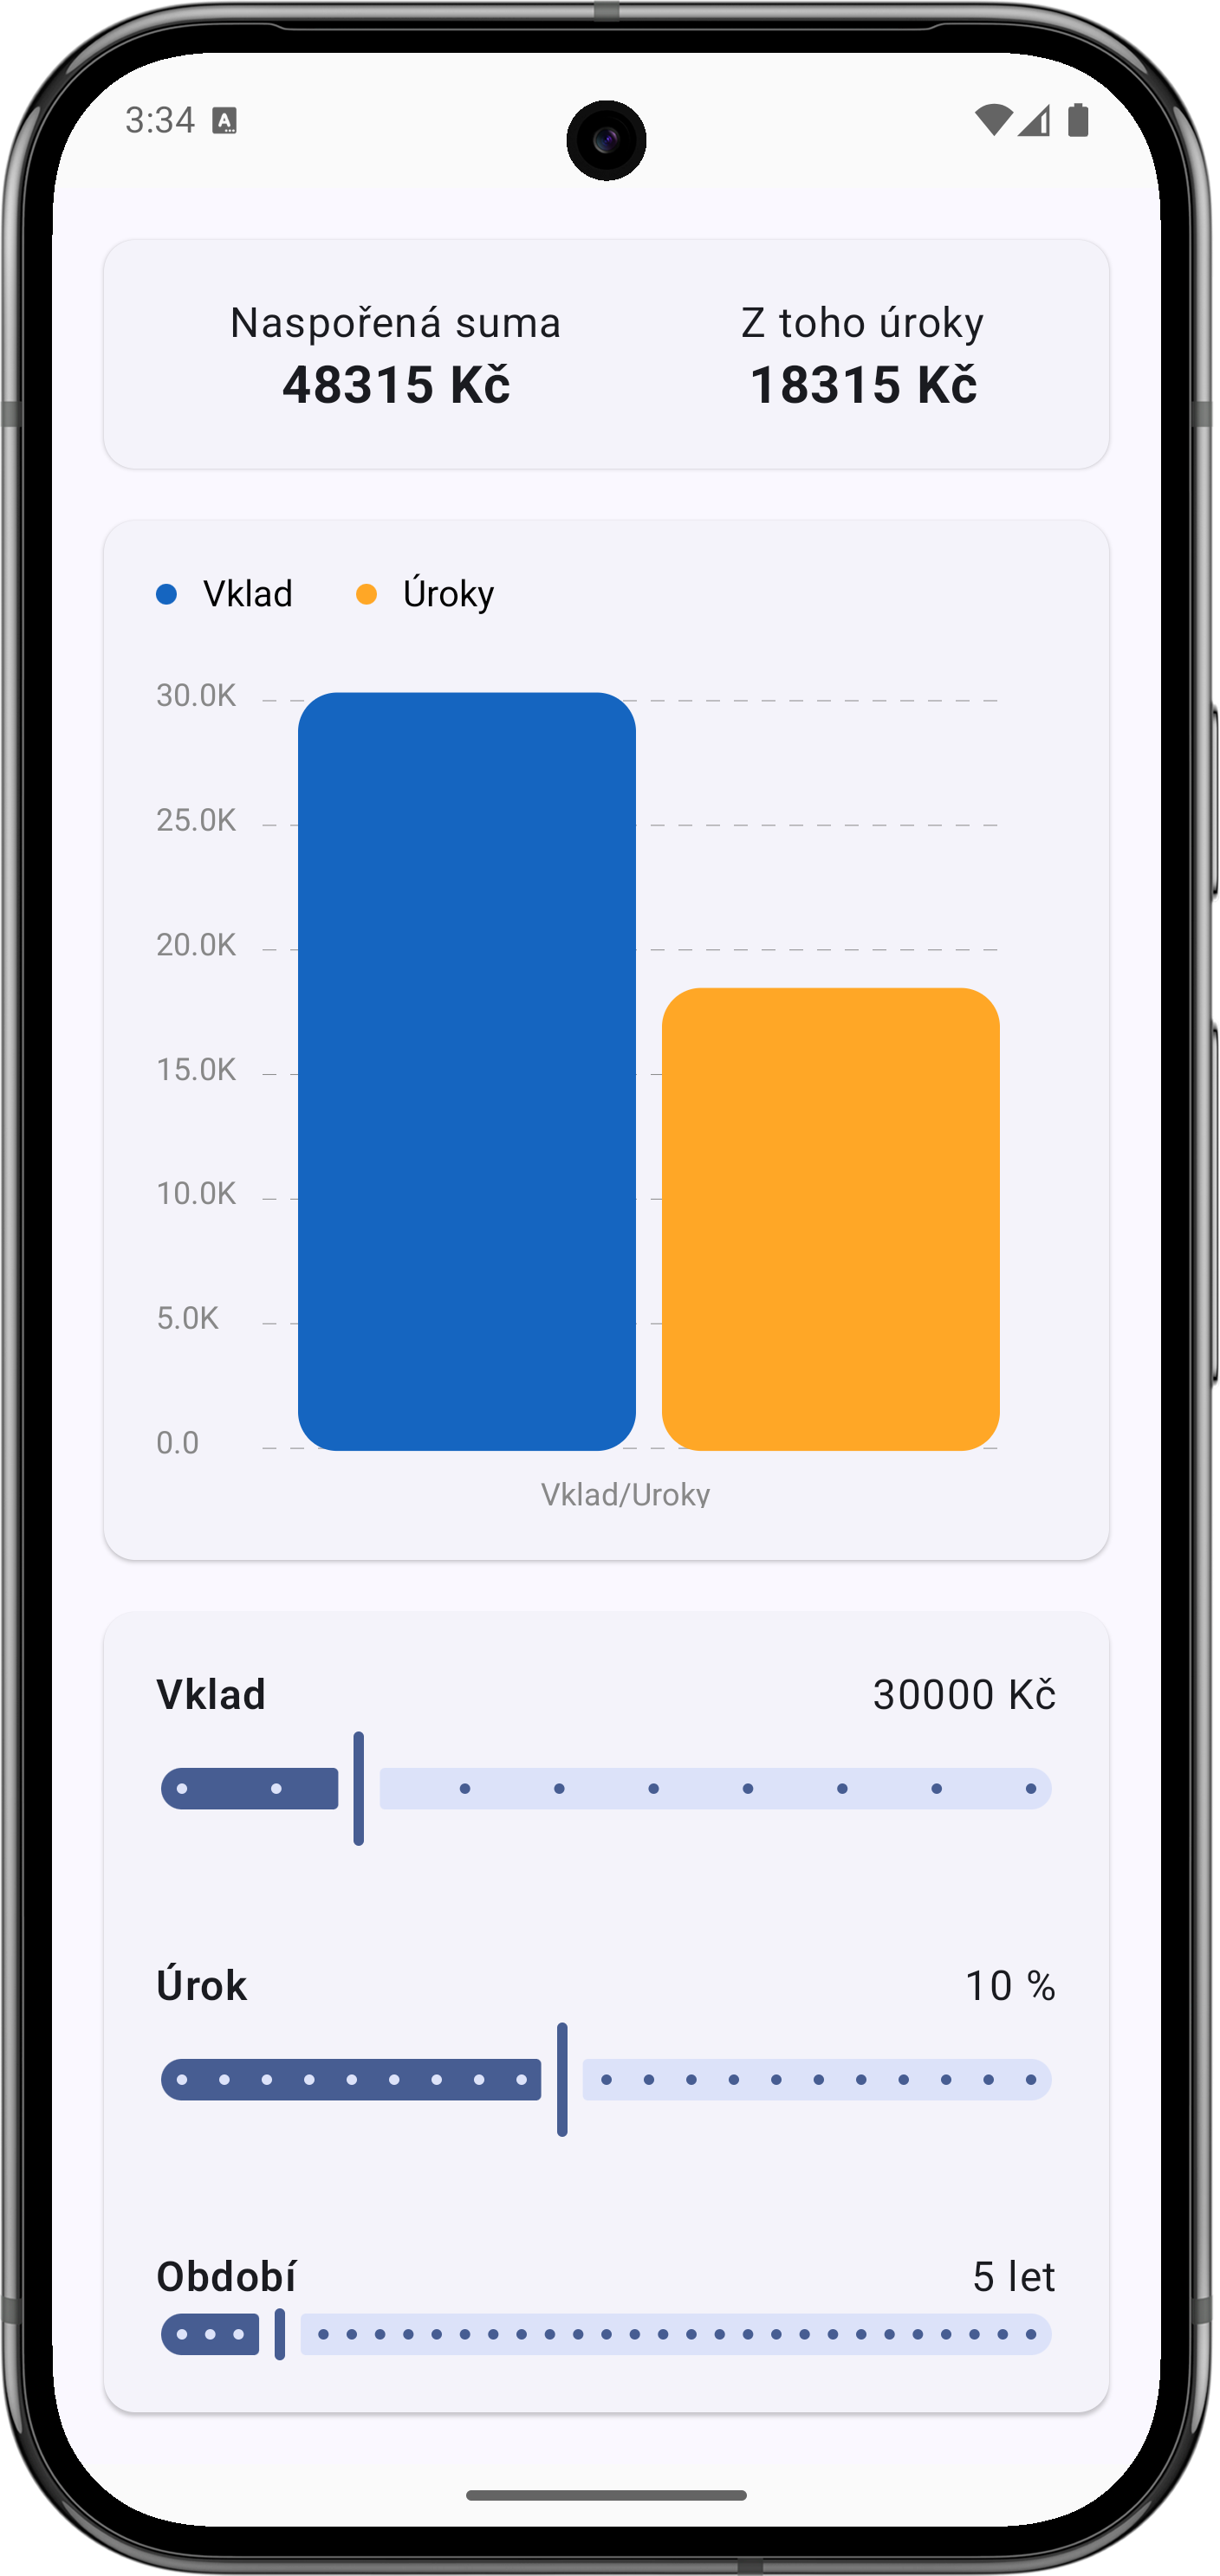 3:34 A
Naspořená suma Z toho úroky
48315 Kč 18315 Kč
Vklad Úroky
30.0K
25.0K
20.0K
15.0K
10.0K
5.0K
0.0
Vklad/Uroky
Vklad 30000 Kč
Úrok 10 %
Období 5 let